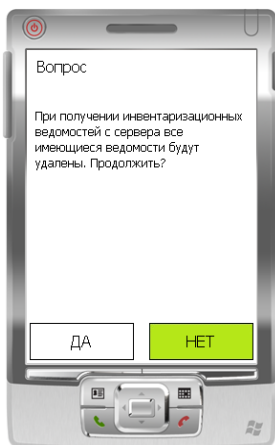 Вопрос
При получении инвентаризационных
ведомостей с сервера все
имеющиеся ведомости будут
удалены. Продолжить?
ДА
НЕТ